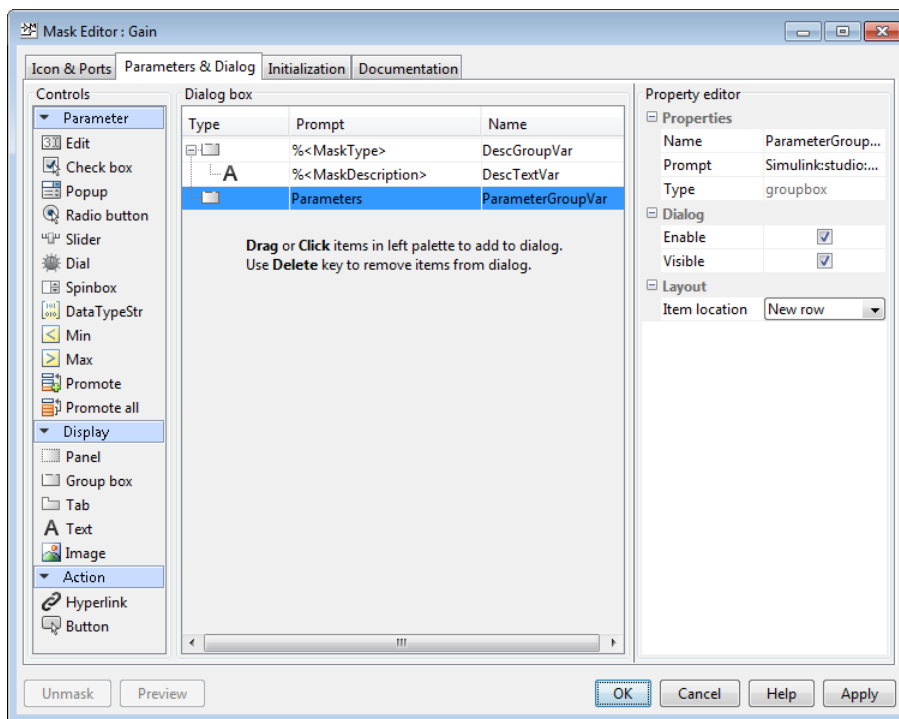 Mask Editor : Gain
Icon & Ports Parameters & Dialog Initialization Documentation
Controls
Parameter
Edit
Check box
Popup
Radio button
Slider
Dial
Spinbox
DataTypeStr
Min
Max
Promote
Promote all
Display
Panel
Group box
Tab
A Text
Image
Action
Hyperlink
Button
Dialog box
Type Prompt Name
%<MaskType> DescGroupVar
A %<MaskDescription> DescTextVar
Parameters ParameterGroupVar
Drag or Click items in left palette to add to dialog.
Use Delete key to remove items from dialog.
Property editor
Properties
Name ParameterGroup...
Prompt Simulink:studio:...
Type groupbox
Dialog
Enable
Visible
Layout
Item location New row
Unmask Preview OK Cancel Help Apply